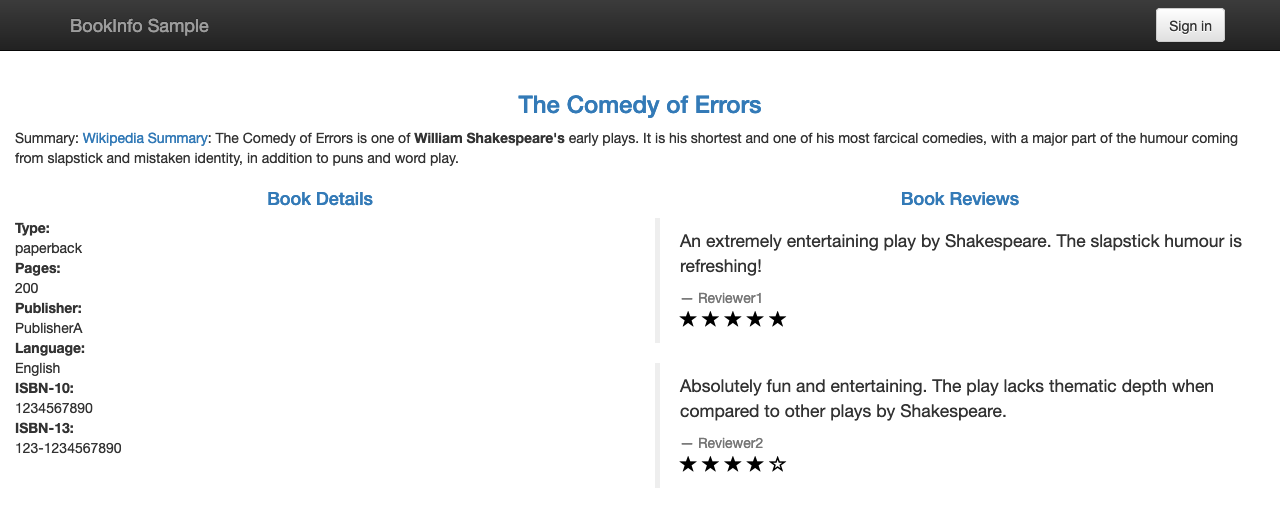 BookInfo Sample
Sign in
The Comedy of Errors
Summary: Wikipedia Summary: The Comedy of Errors is one of William Shakespeare's early plays. It is his shortest and one of his most farcical comedies, with a major part of the humour coming
from slapstick and mistaken identity, in addition to puns and word play.
Book Details
Type:
paperback
Pages:
200
Publisher:
PublisherA
Language:
English
ISBN-10:
1234567890
ISBN-13:
123-1234567890
Book Reviews
An extremely entertaining play by Shakespeare. The slapstick humour is
refreshing!
— Reviewer1
★ ★ ★ ★ ★
Absolutely fun and entertaining. The play lacks thematic depth when
compared to other plays by Shakespeare.
— Reviewer2
★ ★ ★ ★ ☆